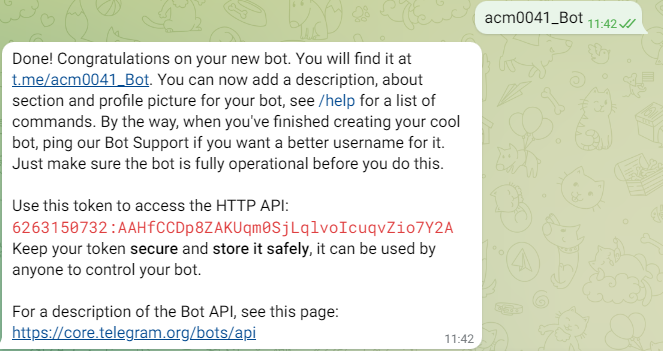 acm0041_Bot 11:42
Done! Congratulations on your new bot. You will find it at
t.me/acm0041_Bot. You can now add a description, about
section and profile picture for your bot, see /help for a list of
commands. By the way, when you've finished creating your cool
bot, ping our Bot Support if you want a better username for it.
Just make sure the bot is fully operational before you do this.
Use this token to access the HTTP API:
6263150732:AAHfCCDp8ZAKUqm0SjLqlvoIcuqvZio7Y2A
Keep your token secure and store it safely, it can be used by
anyone to control your bot.
For a description of the Bot API, see this page:
https://core.telegram.org/bots/api 11:42